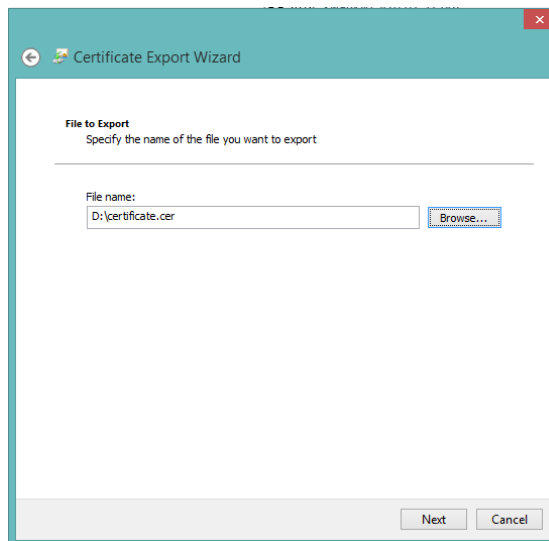 Certificate Export Wizard
File to Export
Specify the name of the file you want to export
File name:
D:\certificate.cer
Browse...
Next
Cancel